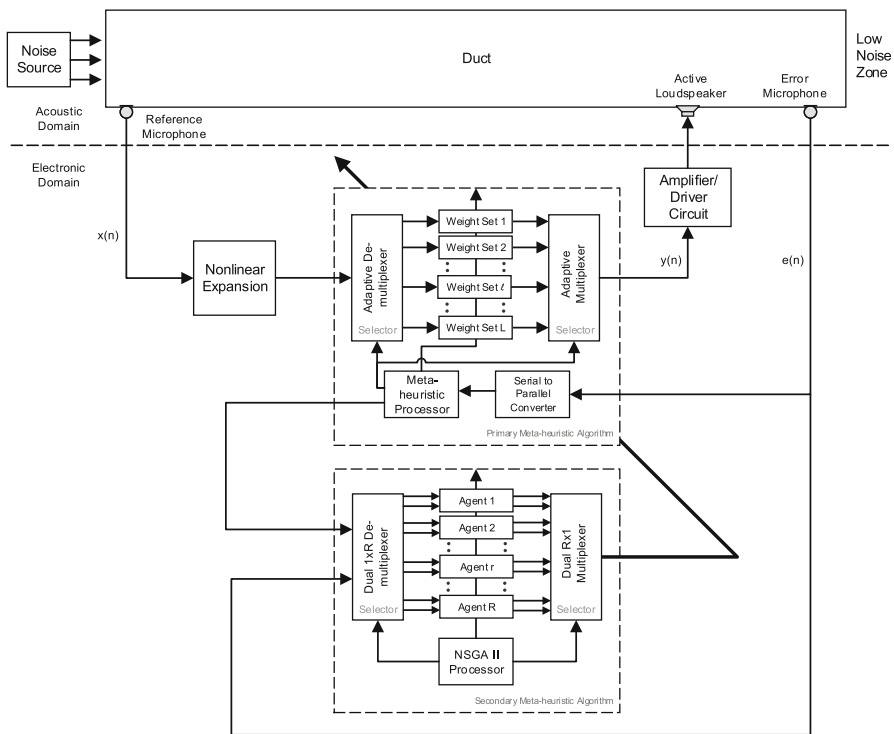 Noise
Source
Duct
Low
Noise
Zone
Active
Loudspeaker
Error
Microphone
Acoustic
Domain
Reference
Microphone
Electronic
Domain
Amplifier/
Driver
Circuit
x(n)
y(n)
e(n)
Nonlinear
Expansion
Adaptive De-
multiplexer
Selector
Weight Set 1
Weight Set 2
Weight Set ℓ
Weight Set L
Adaptive
Multiplexer
Selector
Meta-
heuristic
Processor
Serial to
Parallel
Converter
Primary Meta-heuristic Algorithm
Dual 1xR De-
multiplexer
Selector
Agent 1
Agent 2
Agent r
Agent R
Dual Rx1
Multiplexer
Selector
NSGA II
Processor
Secondary Meta-heuristic Algorithm